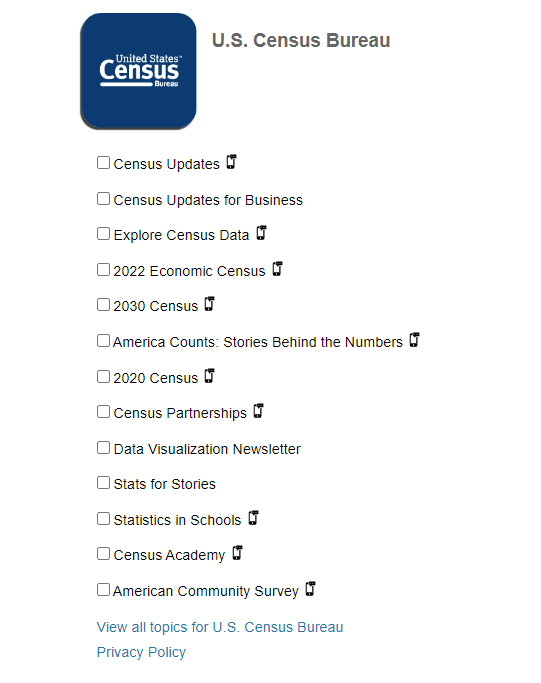 United States™
Census
Bureau
U.S. Census Bureau
Census Updates
Census Updates for Business
Explore Census Data
2022 Economic Census
2030 Census
America Counts: Stories Behind the Numbers
2020 Census
Census Partnerships
Data Visualization Newsletter
Stats for Stories
Statistics in Schools
Census Academy
American Community Survey
View all topics for U.S. Census Bureau
Privacy Policy